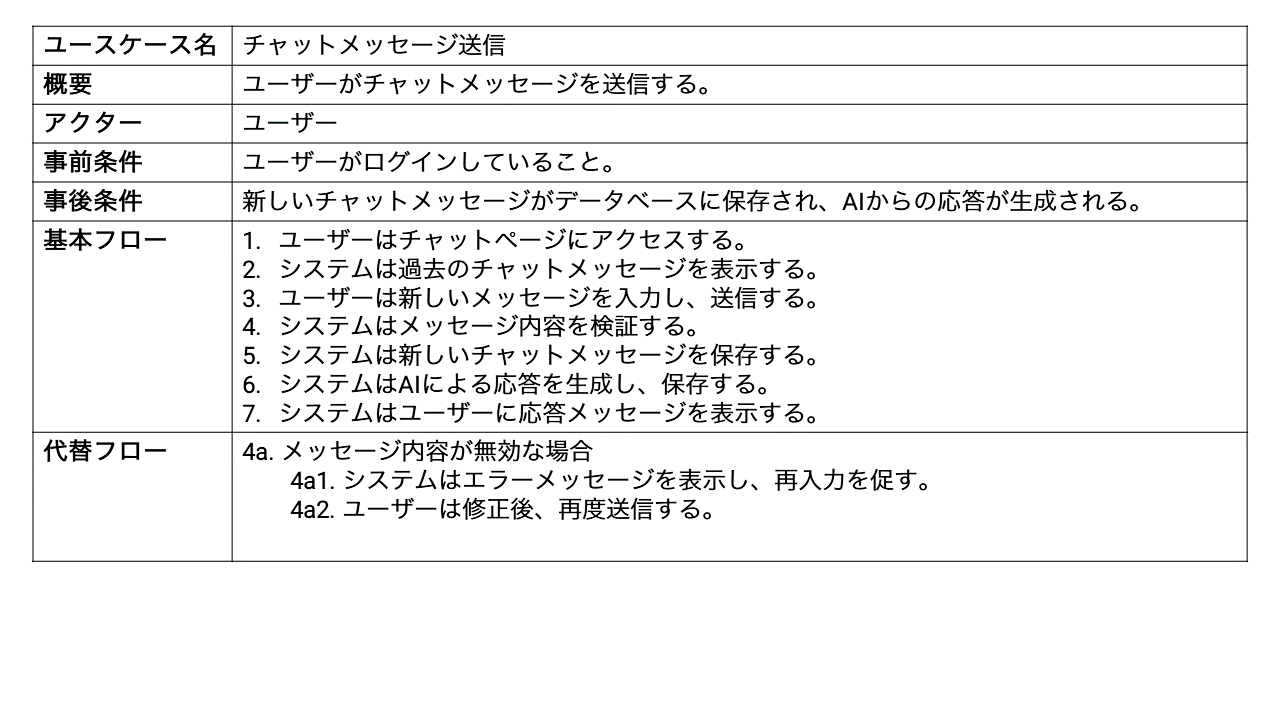 ユースケース名 チャットメッセージ送信
概要 ユーザーがチャットメッセージを送信する。
アクター ユーザー
事前条件 ユーザーがログインしていること。
事後条件 新しいチャットメッセージがデータベースに保存され、AIからの応答が生成される。
基本フロー 1. ユーザーはチャットページにアクセスする。
2. システムは過去のチャットメッセージを表示する。
3. ユーザーは新しいメッセージを入力し、送信する。
4. システムはメッセージ内容を検証する。
5. システムは新しいチャットメッセージを保存する。
6. システムはAIによる応答を生成し、保存する。
7. システムはユーザーに応答メッセージを表示する。
代替フロー 4a. メッセージ内容が無効な場合
4a1. システムはエラーメッセージを表示し、再入力を促す。
4a2. ユーザーは修正後、再度送信する。